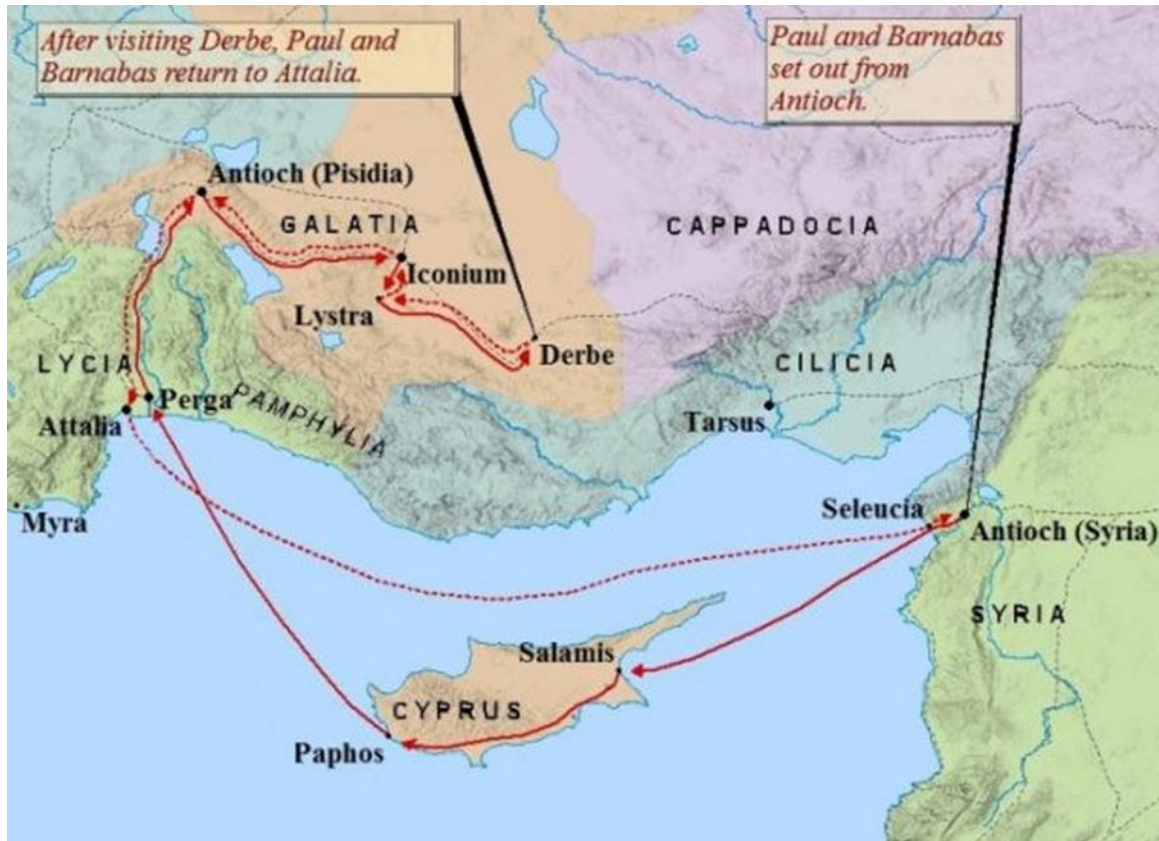 After visiting Derbe, Paul and
Barnabas return to Attalia.
Paul and Barnabas
set out from
Antioch.
Antioch (Pisidia)
GALATIA
CAPPADOCIA
Iconium
Lystra
Derbe
LYCIA
CILICIA
Perga
PAMPHYLIA
Attalia
Tarsus
Myra
Seleucia
Antioch (Syria)
SYRIA
Salamis
CYPRUS
Paphos